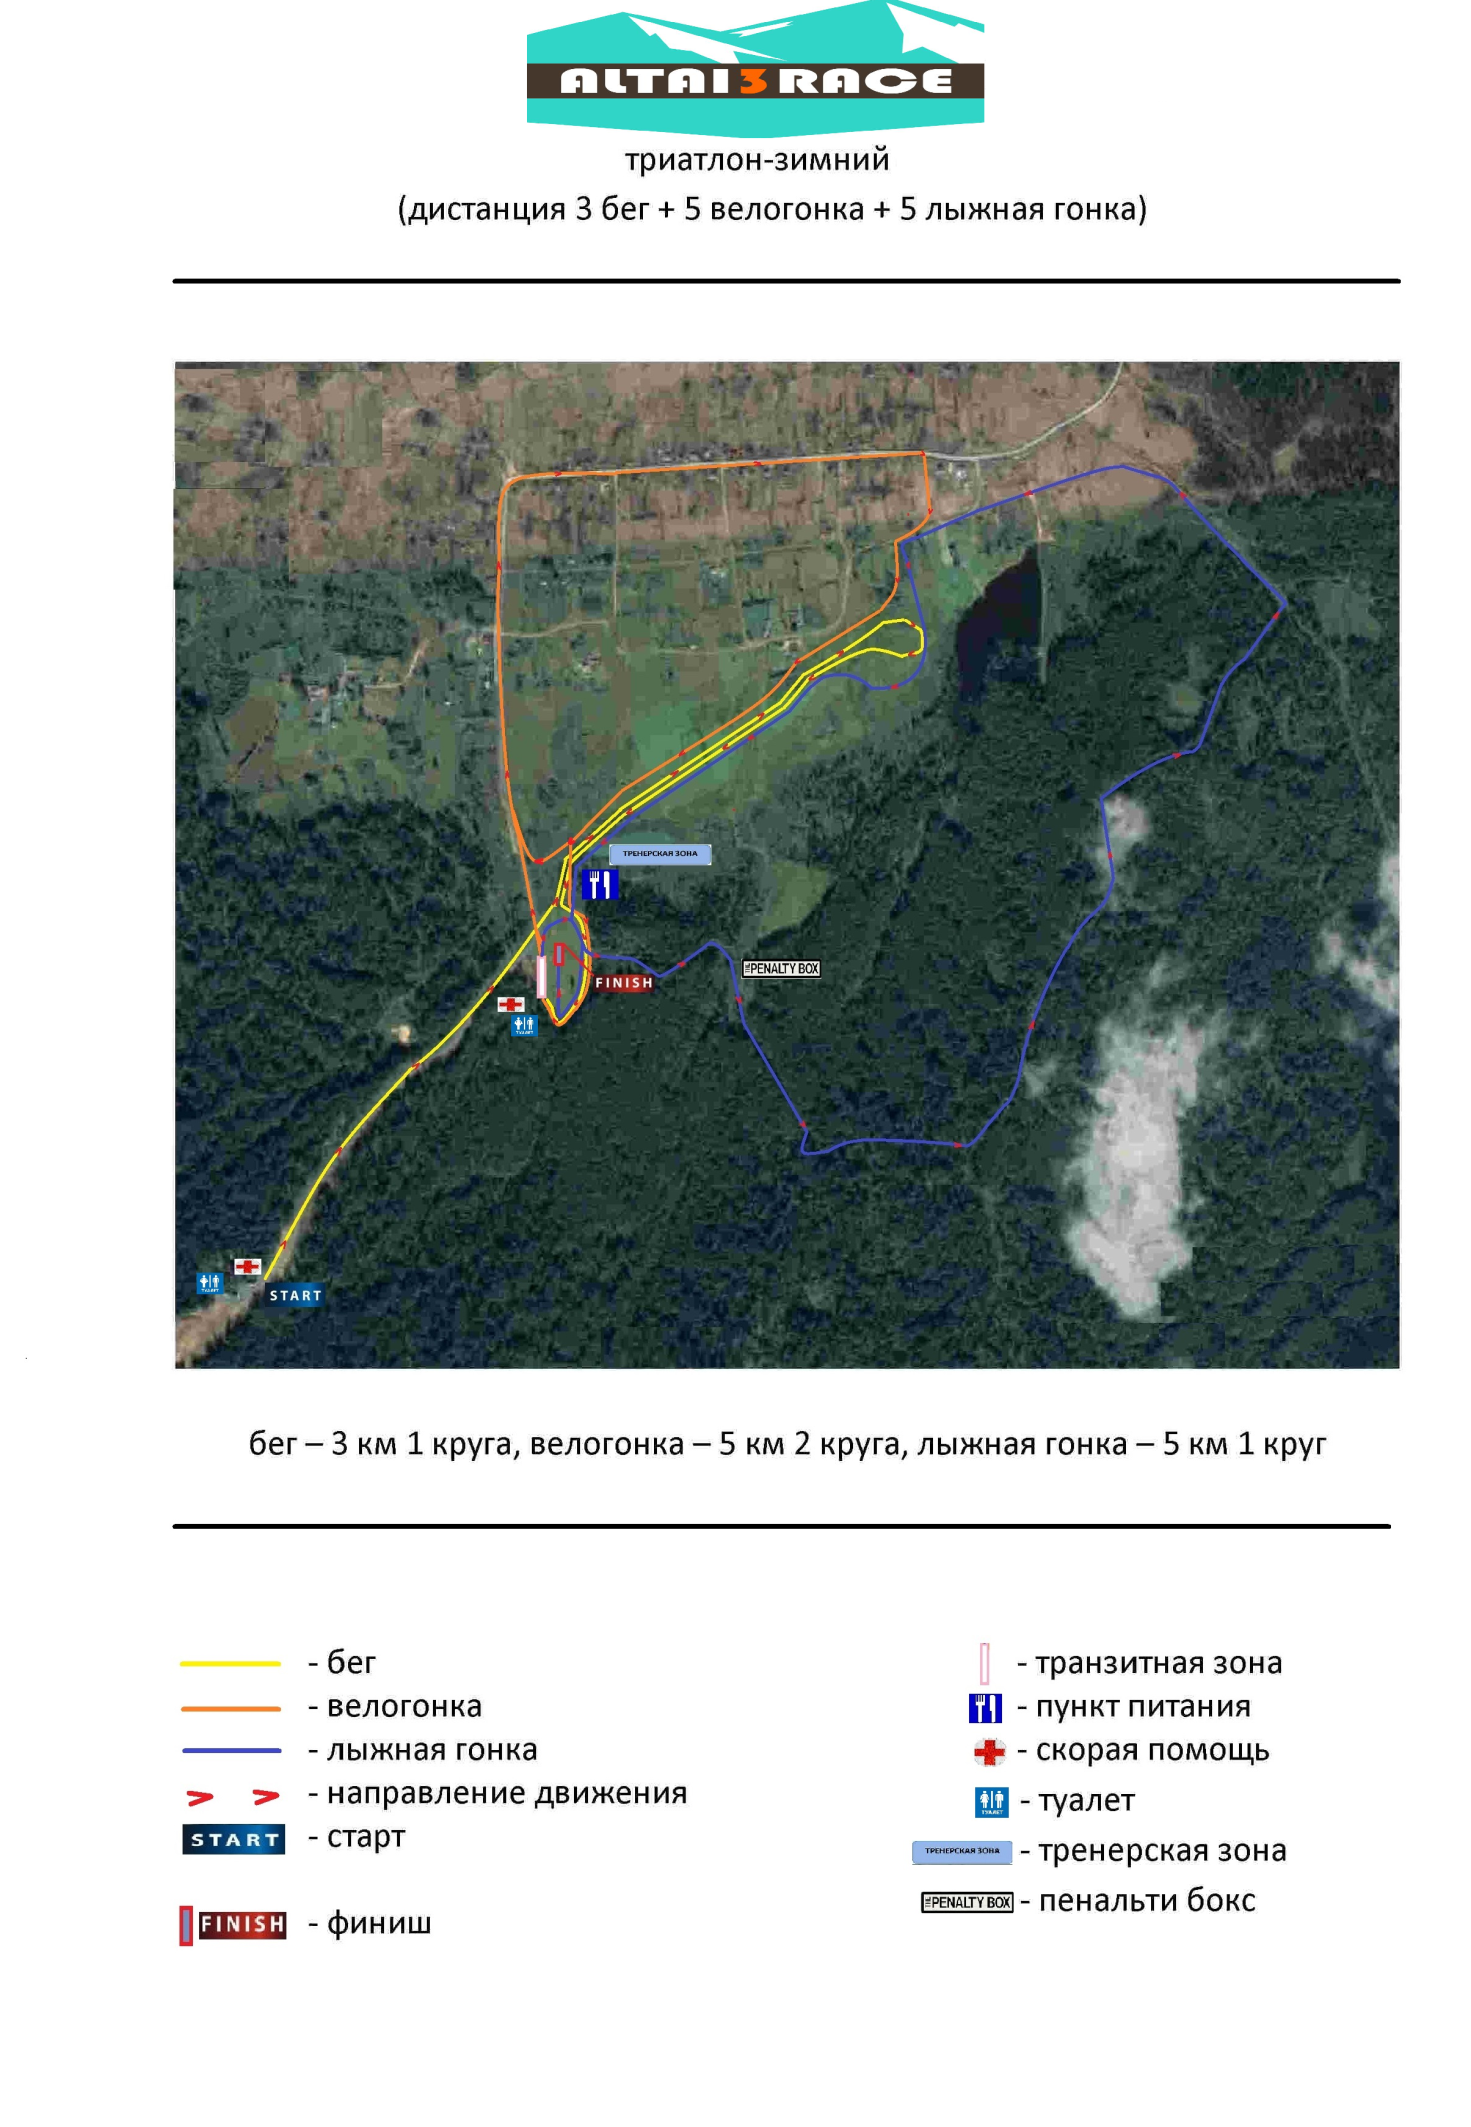 ALTAI3RACE
триатлон-зимний
(дистанция 3 бег + 5 велогонка + 5 лыжная гонка)
ТРЕНЕРСКАЯ ЗОНА
PENALTY BOX
FINISH
ТУАЛЕТ
ТУАЛЕТ
START
бег – 3 км 1 круга, велогонка – 5 км 2 круга, лыжная гонка – 5 км 1 круг
- бег
- велогонка
- лыжная гонка
- направление движения
START - старт
FINISH - финиш
- транзитная зона
- пункт питания
- скорая помощь
ТУАЛЕТ - туалет
ТРЕНЕРСКАЯ ЗОНА - тренерская зона
PENALTY BOX - пенальти бокс